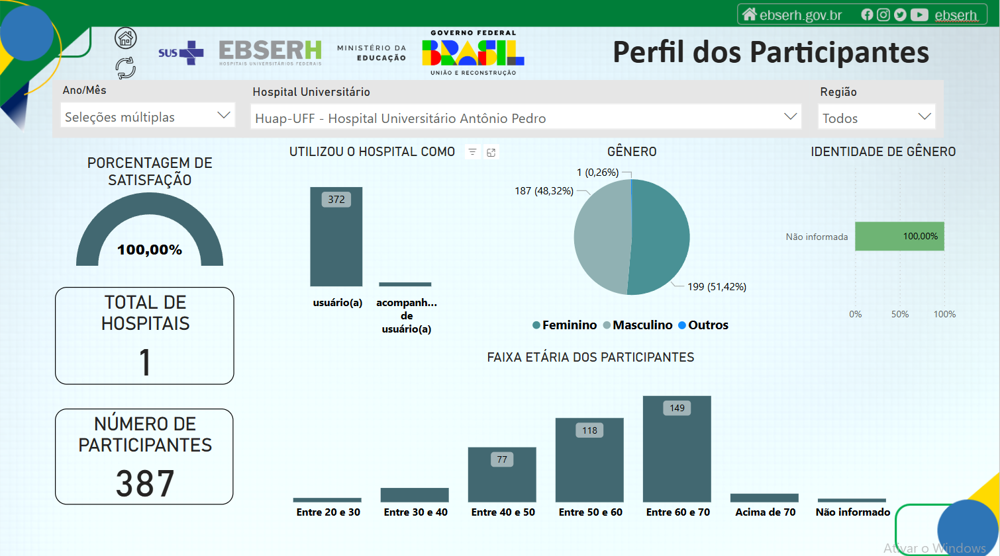 ebserh.gov.br
ebserh
SUS
EBSERH
HOSPITAIS UNIVERSITÁRIOS FEDERAIS
MINISTÉRIO DA
EDUCAÇÃO
GOVERNO FEDERAL
BRASIL
UNIÃO E RECONSTRUÇÃO
Perfil dos Participantes
Ano/Mês
Seleções múltiplas
Hospital Universitário
Huap-UFF - Hospital Universitário Antônio Pedro
Região
Todos
PORCENTAGEM DE
SATISFAÇÃO
100,00%
TOTAL DE
HOSPITAIS
1
NÚMERO DE
PARTICIPANTES
387
UTILIZOU O HOSPITAL COMO
372
usuário(a)
acompanh...
de
usuário(a)
GÊNERO
1 (0,26%)
187 (48,32%)
199 (51,42%)
Feminino Masculino Outros
IDENTIDADE DE GÊNERO
Não informada
100,00%
0% 50% 100%
FAIXA ETÁRIA DOS PARTICIPANTES
77
118
149
Entre 20 e 30 Entre 30 e 40 Entre 40 e 50 Entre 50 e 60 Entre 60 e 70 Acima de 70 Não informado
Ativar o Windows